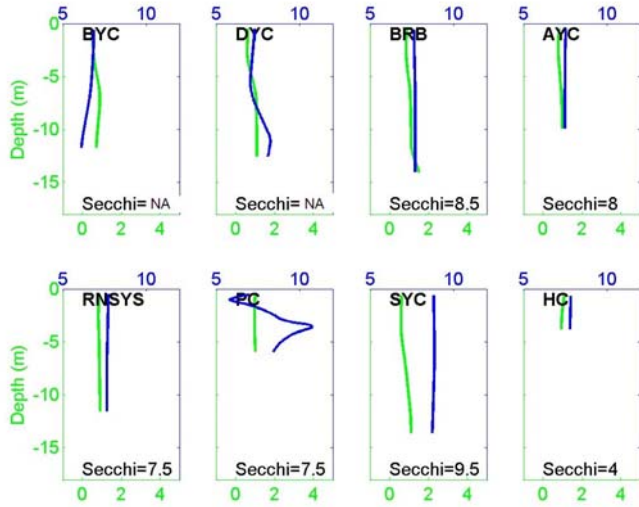 5 10 5 10 5 10 5 10
0 BYC DYC BRB AYC
-5
-10
-15
Depth (m)
Secchi= NA Secchi= NA Secchi=8.5 Secchi=8
0 2 4 0 2 4 0 2 4 0 2 4
5 10 5 10 5 10 5 10
0 RNSYS PC SYC HC
-5
-10
-15
Depth (m)
Secchi=7.5 Secchi=7.5 Secchi=9.5 Secchi=4
0 2 4 0 2 4 0 2 4 0 2 4